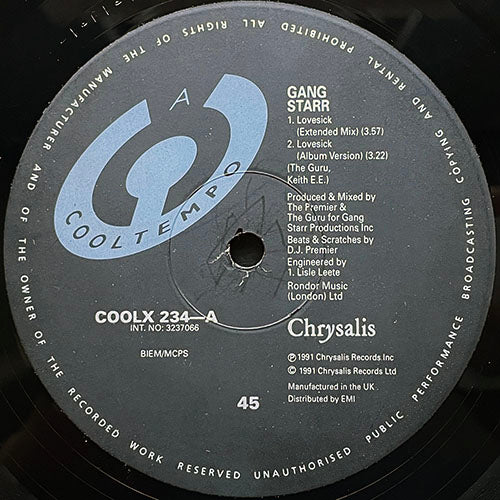 ALL RIGHTS OF THE MANUFACTURER AND OF THE OWNER OF THE RECORDED WORK RESERVED UNAUTHORISED PUBLIC PERFORMANCE BROADCASTING COPYING AND RENTAL PROHIBITED
A
COOLTEMPO
GANG
STARR
1. Lovesick
(Extended Mix) (3.57)
2. Lovesick
(Album Version) (3.22)
(The Guru,
Keith E.E.)
Produced & Mixed by
The Premier &
The Guru for Gang
Starr Productions Inc
Beats & Scratches by
D.J. Premier
Engineered by
1. Lisle Leete
Rondor Music
(London) Ltd
COOLX 234—A
INT. NO: 3237066
BIEM/MCPS
45
Chrysalis
Ⓟ 1991 Chrysalis Records.Inc
© 1991 Chrysalis Records Ltd
Manufactured in the UK.
Distributed by EMI